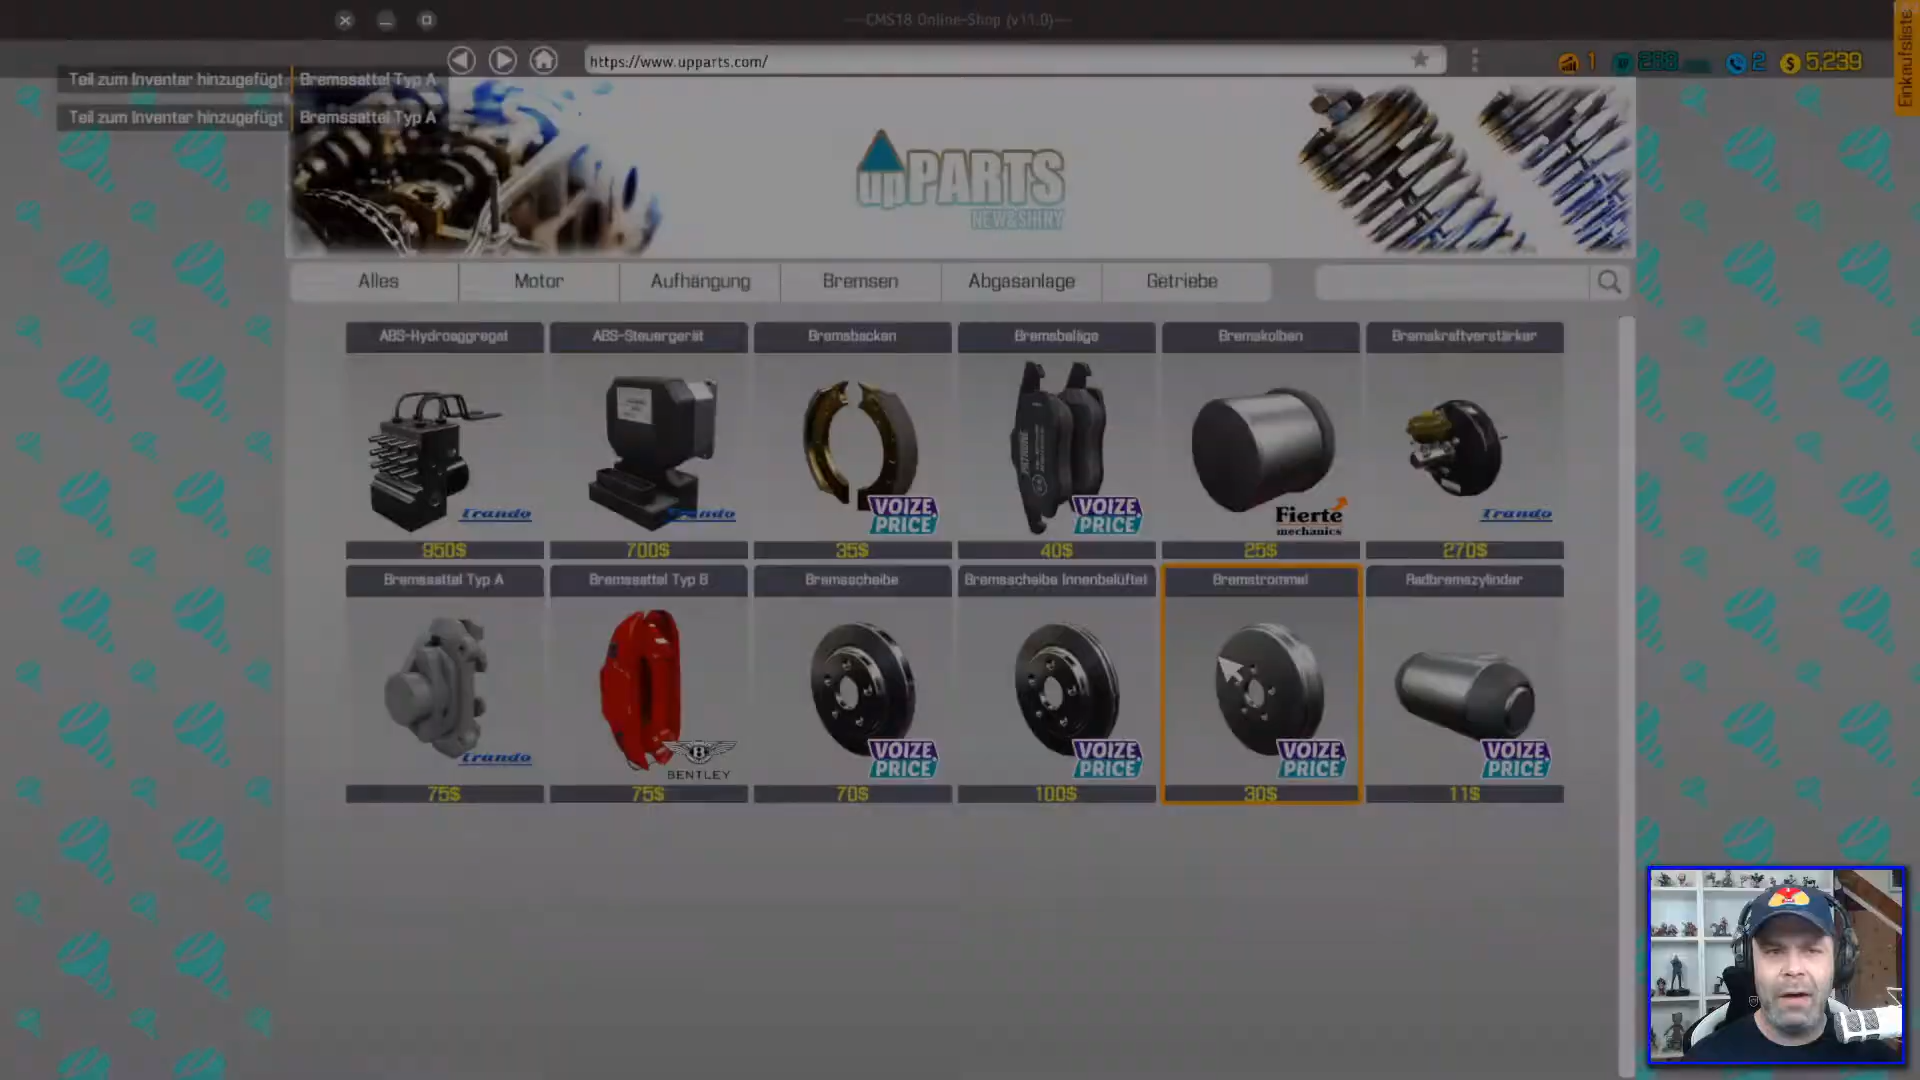 —CMS18 Online-Shop (v11.0)—
https://www.upparts.com/
1
2
5,239
Einkaufsliste
Teil zum Inventar hinzugefügt Bremssattel Typ A
Teil zum Inventar hinzugefügt Bremssattel Typ A
upPARTS
NEW&SHINY
Alles Motor Aufhängung Bremsen Abgasanlage Getriebe
ABS-Hydroaggregat ABS-Steuergerät Bremsbacken Bremsbeläge Bremskolben Bremskraftverstärker
Trando Trando VOIZE PRICE VOIZE PRICE Fierte mechanics Trando
950$ 700$ 35$ 40$ 25$ 270$
Bremssattel Typ A Bremssattel Typ B Bremsscheibe Bremsscheibe Innenbelüftet Bremstrommel Radbremszylinder
Trando BENTLEY VOIZE PRICE VOIZE PRICE VOIZE PRICE VOIZE PRICE
75$ 75$ 70$ 100$ 30$ 11$